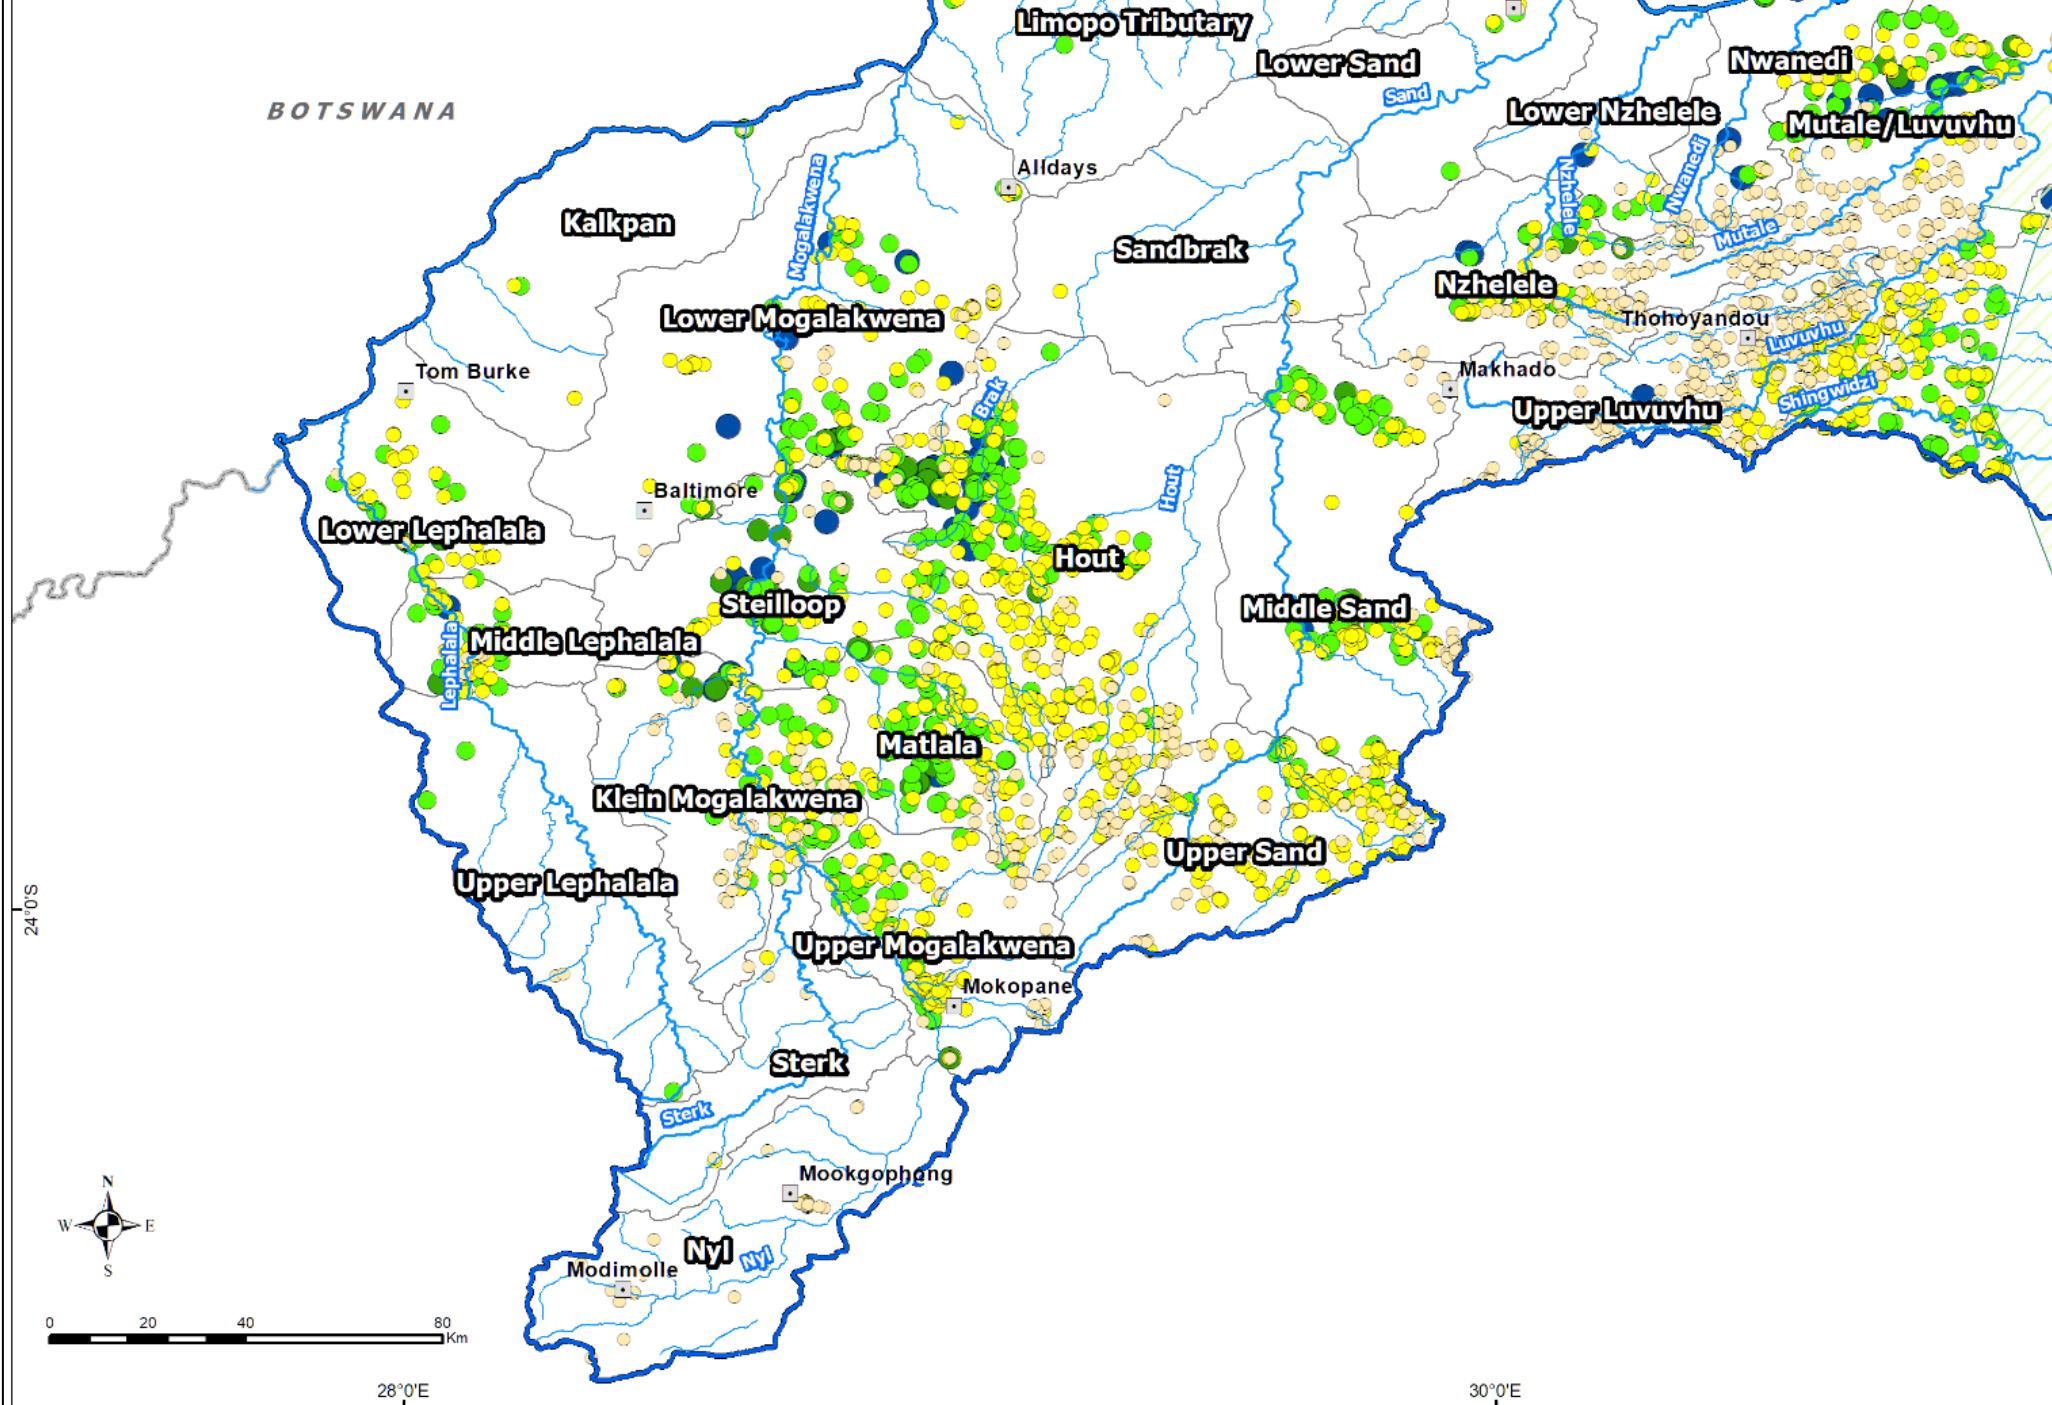 Limopo Tributary
Lower Sand
Nwanedi
Sand
BOTSWANA
Lower Nzhelele
Mutale/Luvuvhu
Alldays
Mogalakwena
Nzhelele
Nwanedi
Kalkpan
Sandbrak
Mutale
Nzhelele
Lower Mogalakwena
Thohoyandou
Luvuvhu
Tom Burke
Makhado
Brak
Shingwidzi
Upper Luvuvhu
Baltimore
Hout
Lower Lephalala
Hout
Steilloop
Middle Sand
Middle Lephalala
Lephalala
Matlala
Klein Mogalakwena
Upper Sand
Upper Lephalala
24°0'S
Upper Mogalakwena
Mokopane
Sterk
Sterk
Mookgophong
N
W E
S
Nyl
Nyl
Modimolle
0 20 40 80
Km
28°0'E 30°0'E